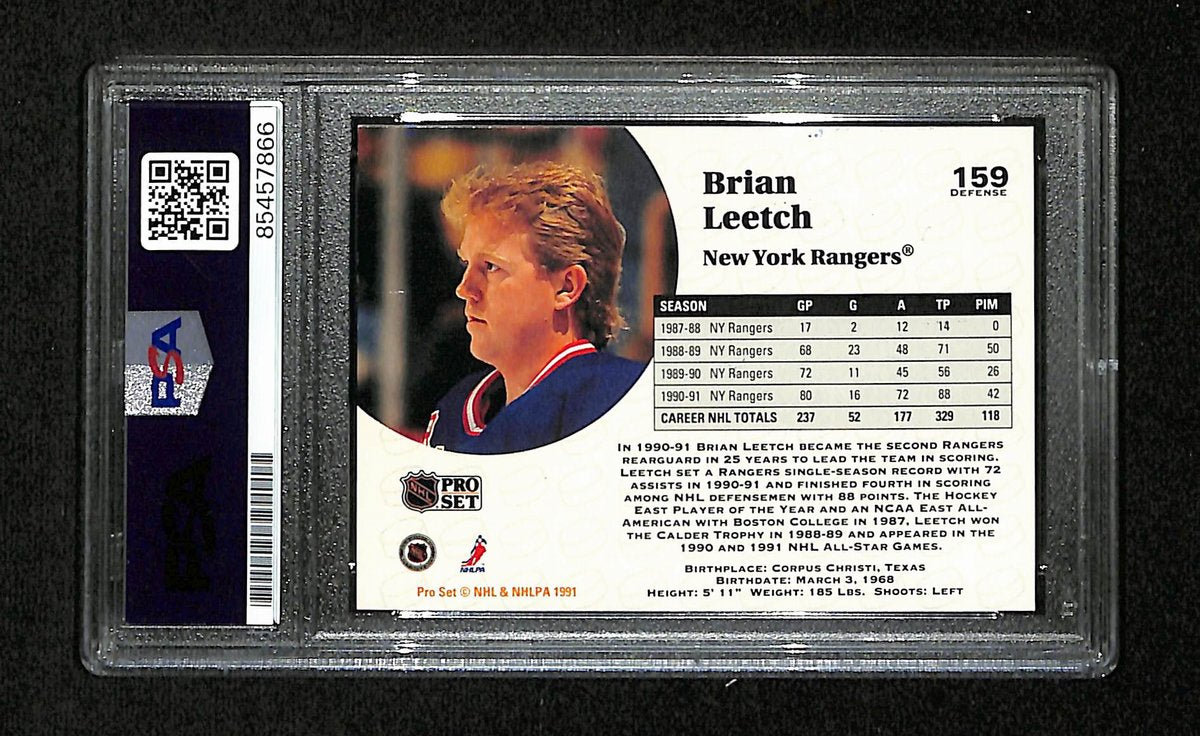 85457866
PSA
Brian
Leetch
New York Rangers®
159
DEFENSE
SEASON GP G A TP PIM
1987-88 NY Rangers 17 2 12 14 0
1988-89 NY Rangers 68 23 48 71 50
1989-90 NY Rangers 72 11 45 56 26
1990-91 NY Rangers 80 16 72 88 42
CAREER NHL TOTALS 237 52 177 329 118
IN 1990-91 BRIAN LEETCH BECAME THE SECOND RANGERS
REARGUARD IN 25 YEARS TO LEAD THE TEAM IN SCORING.
LEETCH SET A RANGERS SINGLE-SEASON RECORD WITH 72
ASSISTS IN 1990-91 AND FINISHED FOURTH IN SCORING
AMONG NHL DEFENSEMEN WITH 88 POINTS. THE HOCKEY
EAST PLAYER OF THE YEAR AND AN NCAA EAST ALL-
AMERICAN WITH BOSTON COLLEGE IN 1987, LEETCH WON
THE CALDER TROPHY IN 1988-89 AND APPEARED IN THE
1990 AND 1991 NHL ALL-STAR GAMES.
BIRTHPLACE: CORPUS CHRISTI, TEXAS
BIRTHDATE: MARCH 3, 1968
HEIGHT: 5' 11" WEIGHT: 185 LBS. SHOOTS: LEFT
NHL PRO
SET
NHLPA
Pro Set © NHL & NHLPA 1991